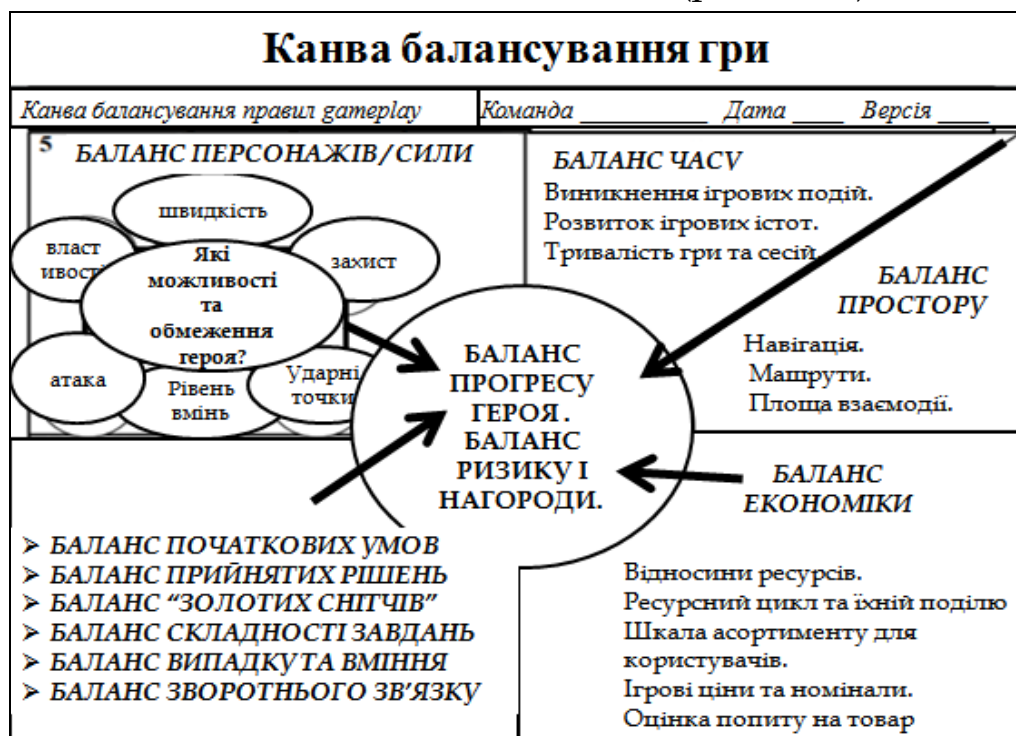 Канва балансування гри
Канва балансування правил gameplay
Команда __________ Дата ____ Версія ____
5
БАЛАНС ПЕРСОНАЖІВ/СИЛИ
швидкість
власт
ивості
захист
Які
можливості
та
обмеження
героя?
атака
Рівень
вмінь
Ударні
точки
БАЛАНС ЧАСУ
Виникнення ігрових подій.
Розвиток ігрових істот.
Тривалість гри та сесій.
БАЛАНС
ПРОСТОРУ
Навігація.
Машрути.
Площа взаємодії.
БАЛАНС
ПРОГРЕСУ
ГЕРОЯ.
БАЛАНС
РИЗИКУ І
НАГОРОДИ.
➢ БАЛАНС ПОЧАТКОВИХ УМОВ
➢ БАЛАНС ПРИЙНЯТИХ РІШЕНЬ
➢ БАЛАНС “ЗОЛОТИХ СНІТЧІВ”
➢ БАЛАНС СКЛАДНОСТІ ЗАВДАНЬ
➢ БАЛАНС ВИПАДКУ ТА ВМІННЯ
➢ БАЛАНС ЗВОРОТНЬОГО ЗВ’ЯЗКУ
БАЛАНС
ЕКОНОМІКИ
Відносини ресурсів.
Ресурсний цикл та їхній поділю
Шкала асортименту для
користувачів.
Ігрові ціни та номінали.
Оцінка попиту на товар